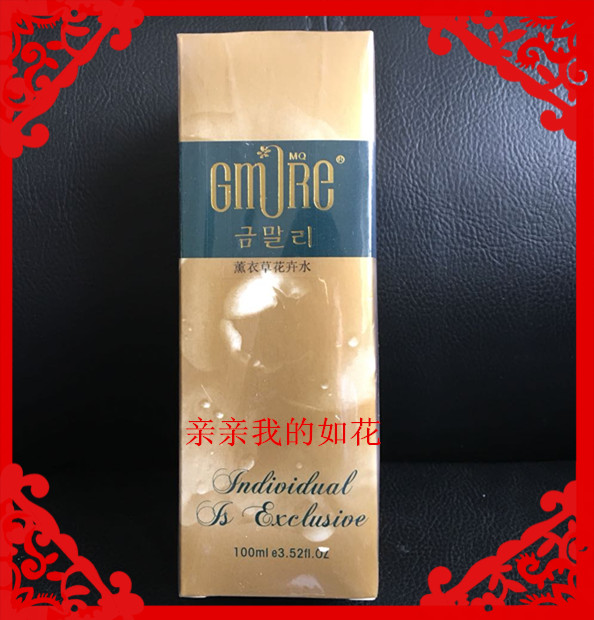 MQ
GMORE®
금말리
薰衣草花卉水
亲亲我的如花
Individual
Is Exclusive
100ml e3.52fl.oz